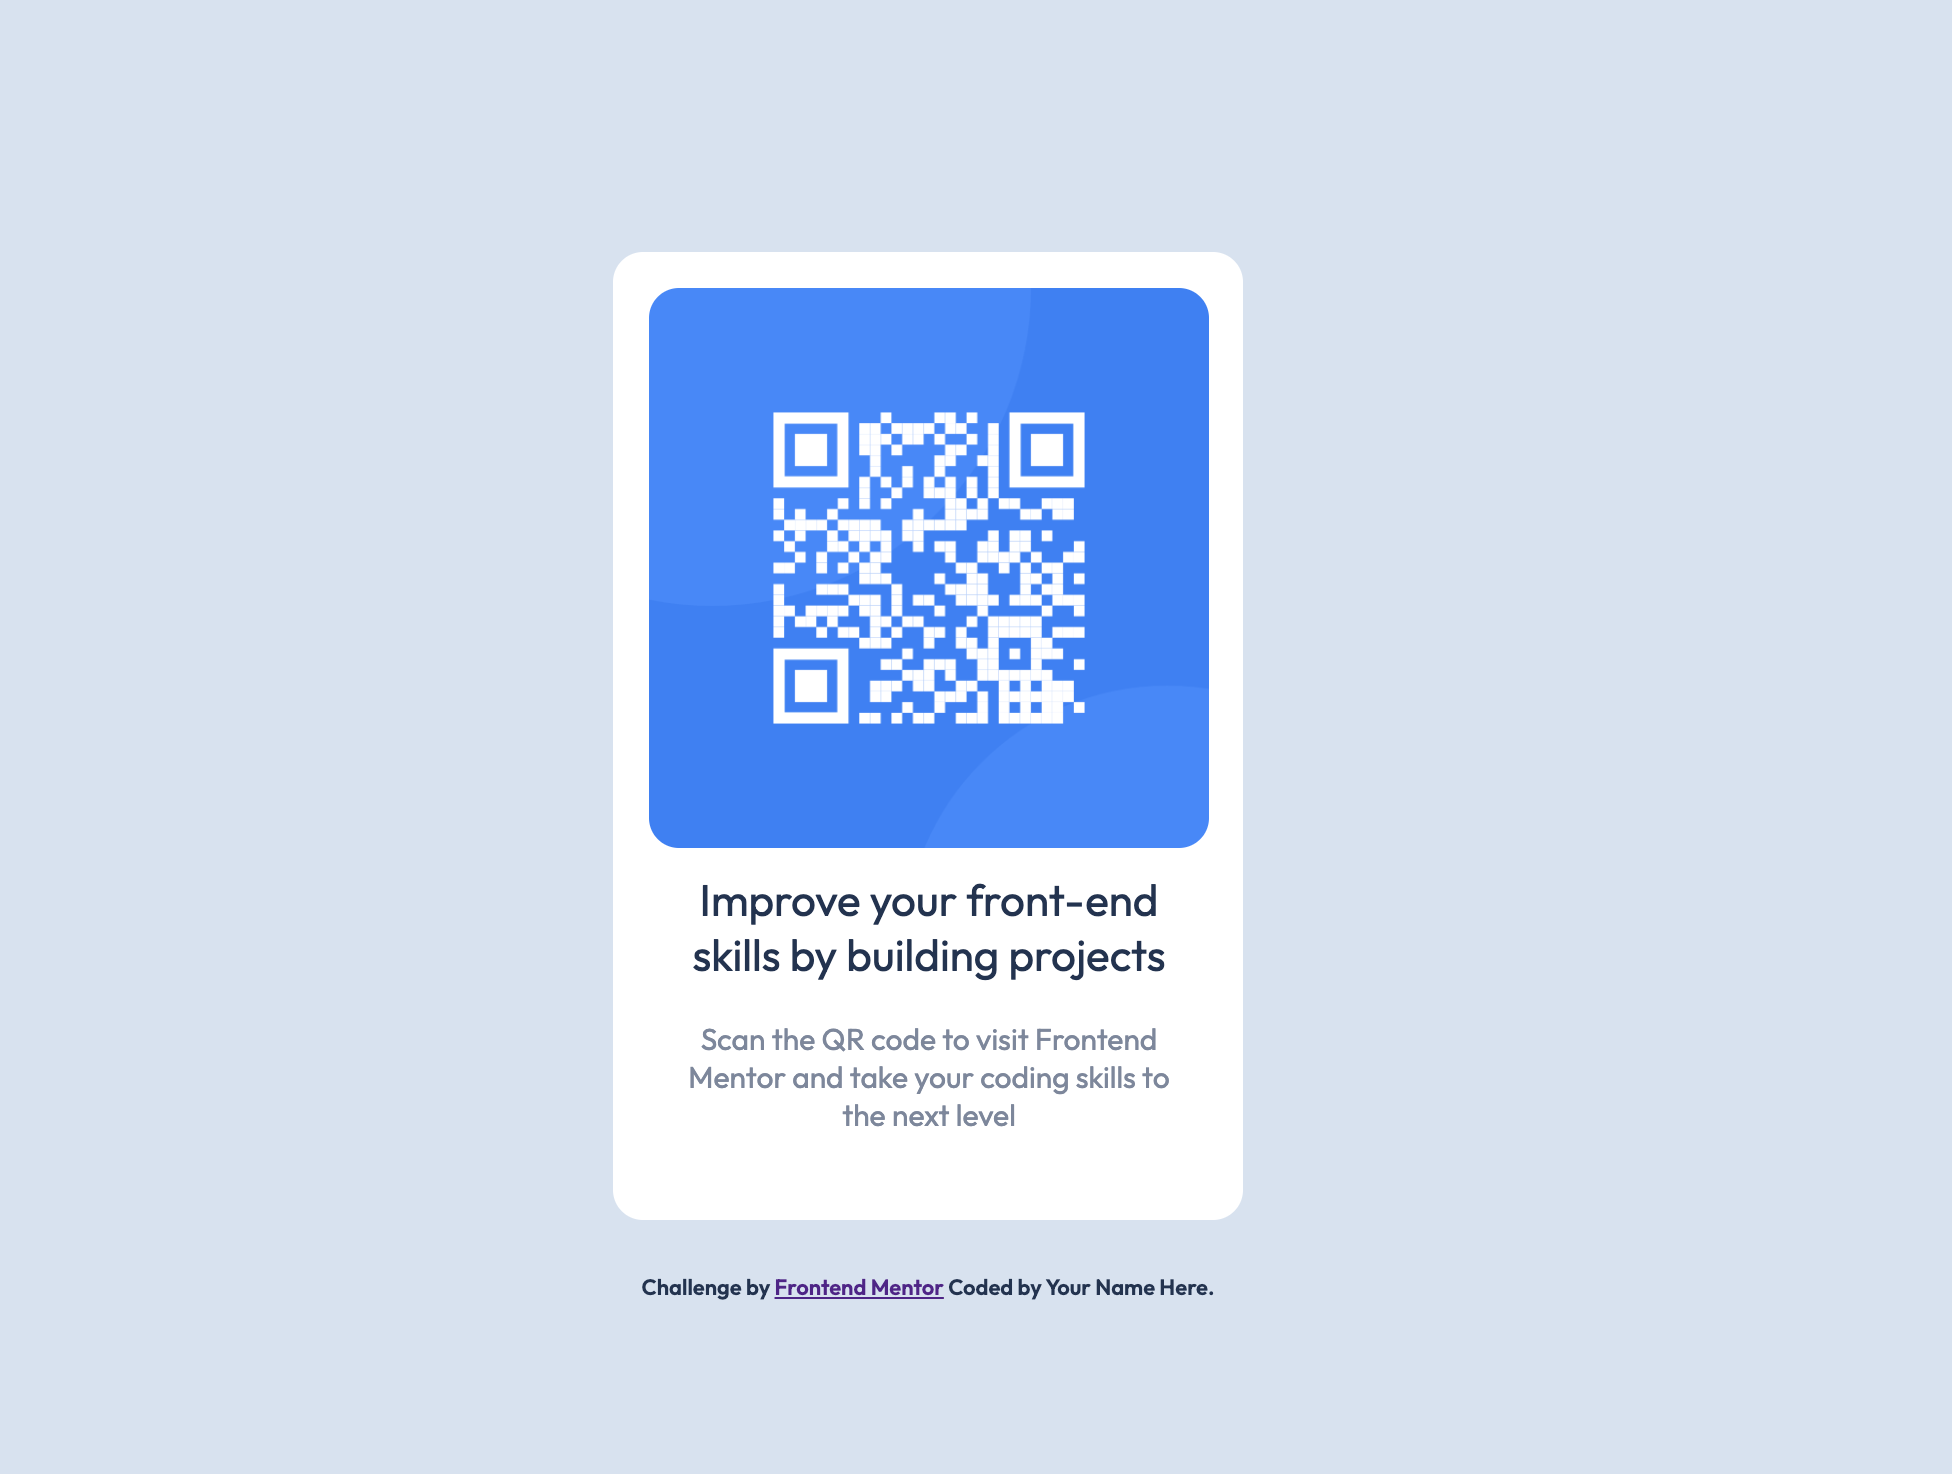 Improve your front-end
skills by building projects
Scan the QR code to visit Frontend
Mentor and take your coding skills to
the next level
Challenge by Frontend Mentor Coded by Your Name Here.